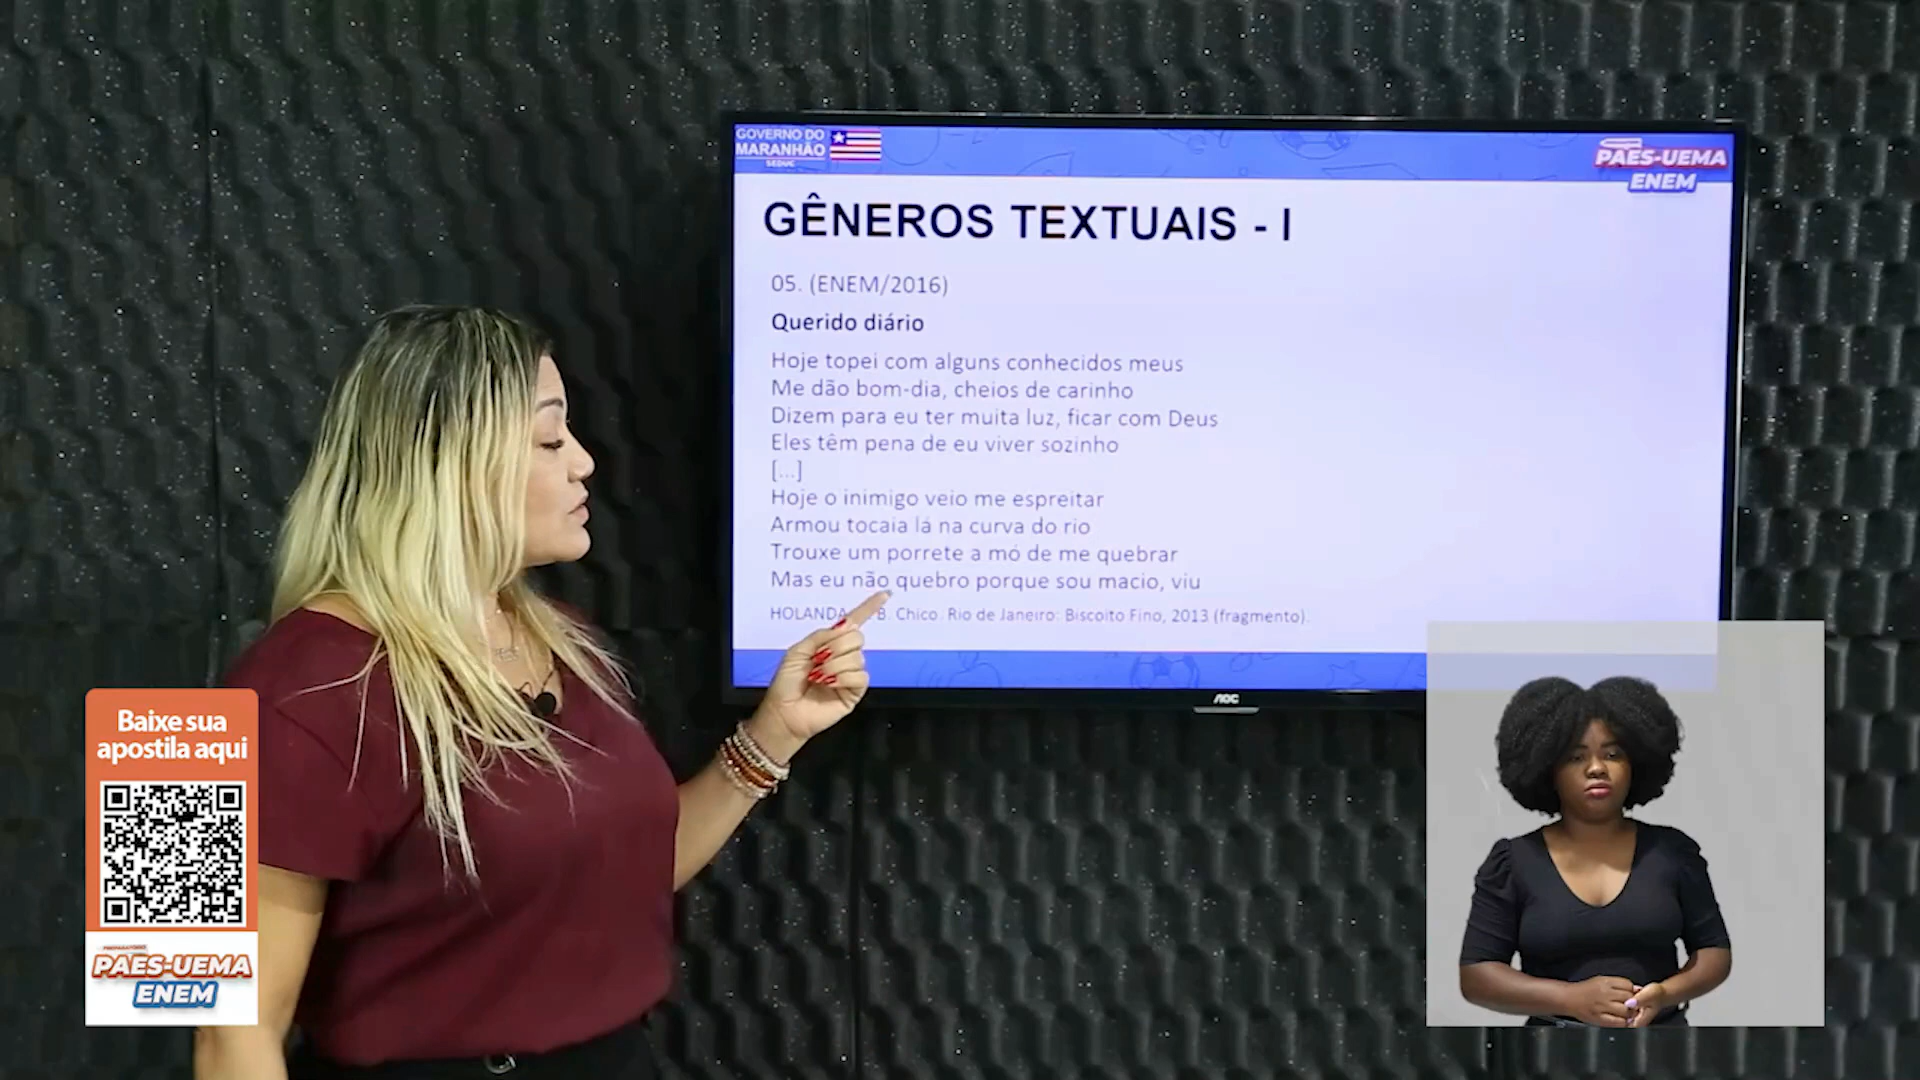 GOVERNO DO
MARANHÃO
SEDUC
PAES-UEMA
ENEM
GÊNEROS TEXTUAIS - I
05. (ENEM/2016)
Querido diário
Hoje topei com alguns conhecidos meus
Me dão bom-dia, cheios de carinho
Dizem para eu ter muita luz, ficar com Deus
Eles têm pena de eu viver sozinho
[...]
Hoje o inimigo veio me espreitar
Armou tocaia lá na curva do rio
Trouxe um porrete a mó de me quebrar
Mas eu não quebro porque sou macio, viu
HOLANDA B. Chico. Rio de Janeiro: Biscoito Fino, 2013 (fragmento).
AOC
Baixe sua
apostila aqui
PREPARATÓRIO
PAES-UEMA
ENEM